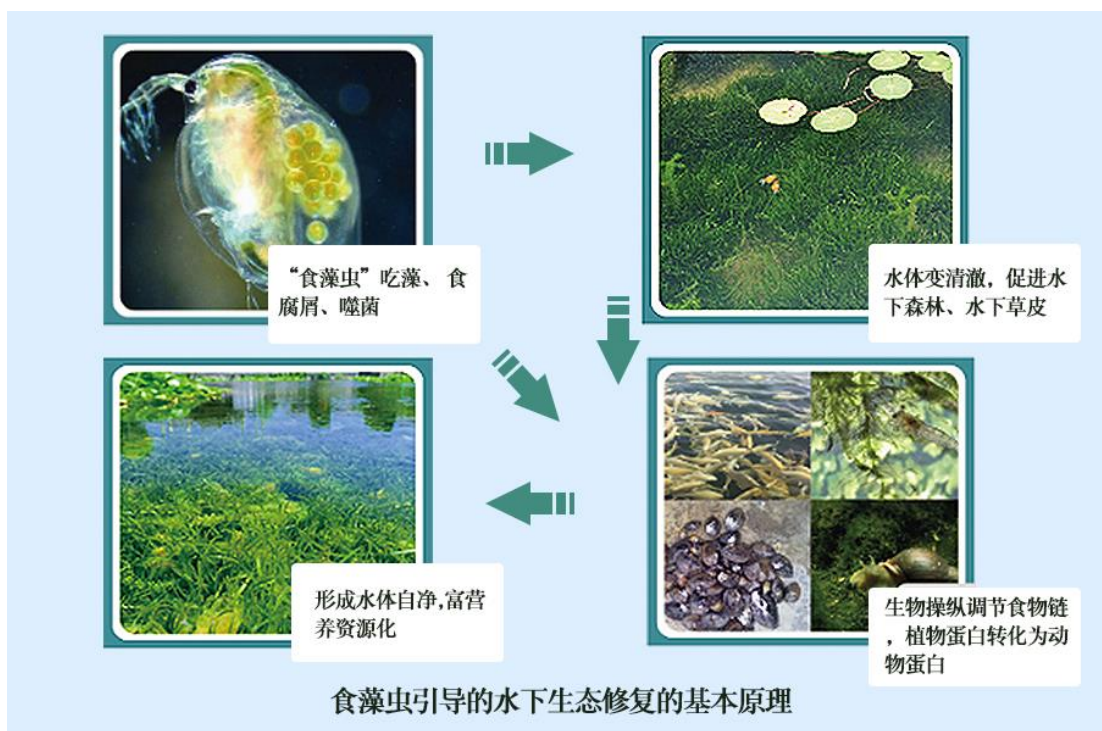 “食藻虫”吃藻、食
腐屑、噬菌
水体变清澈，促进水
下森林、水下草皮
形成水体自净,富营
养资源化
生物操纵调节食物链
，植物蛋白转化为动
物蛋白
食藻虫引导的水下生态修复的基本原理